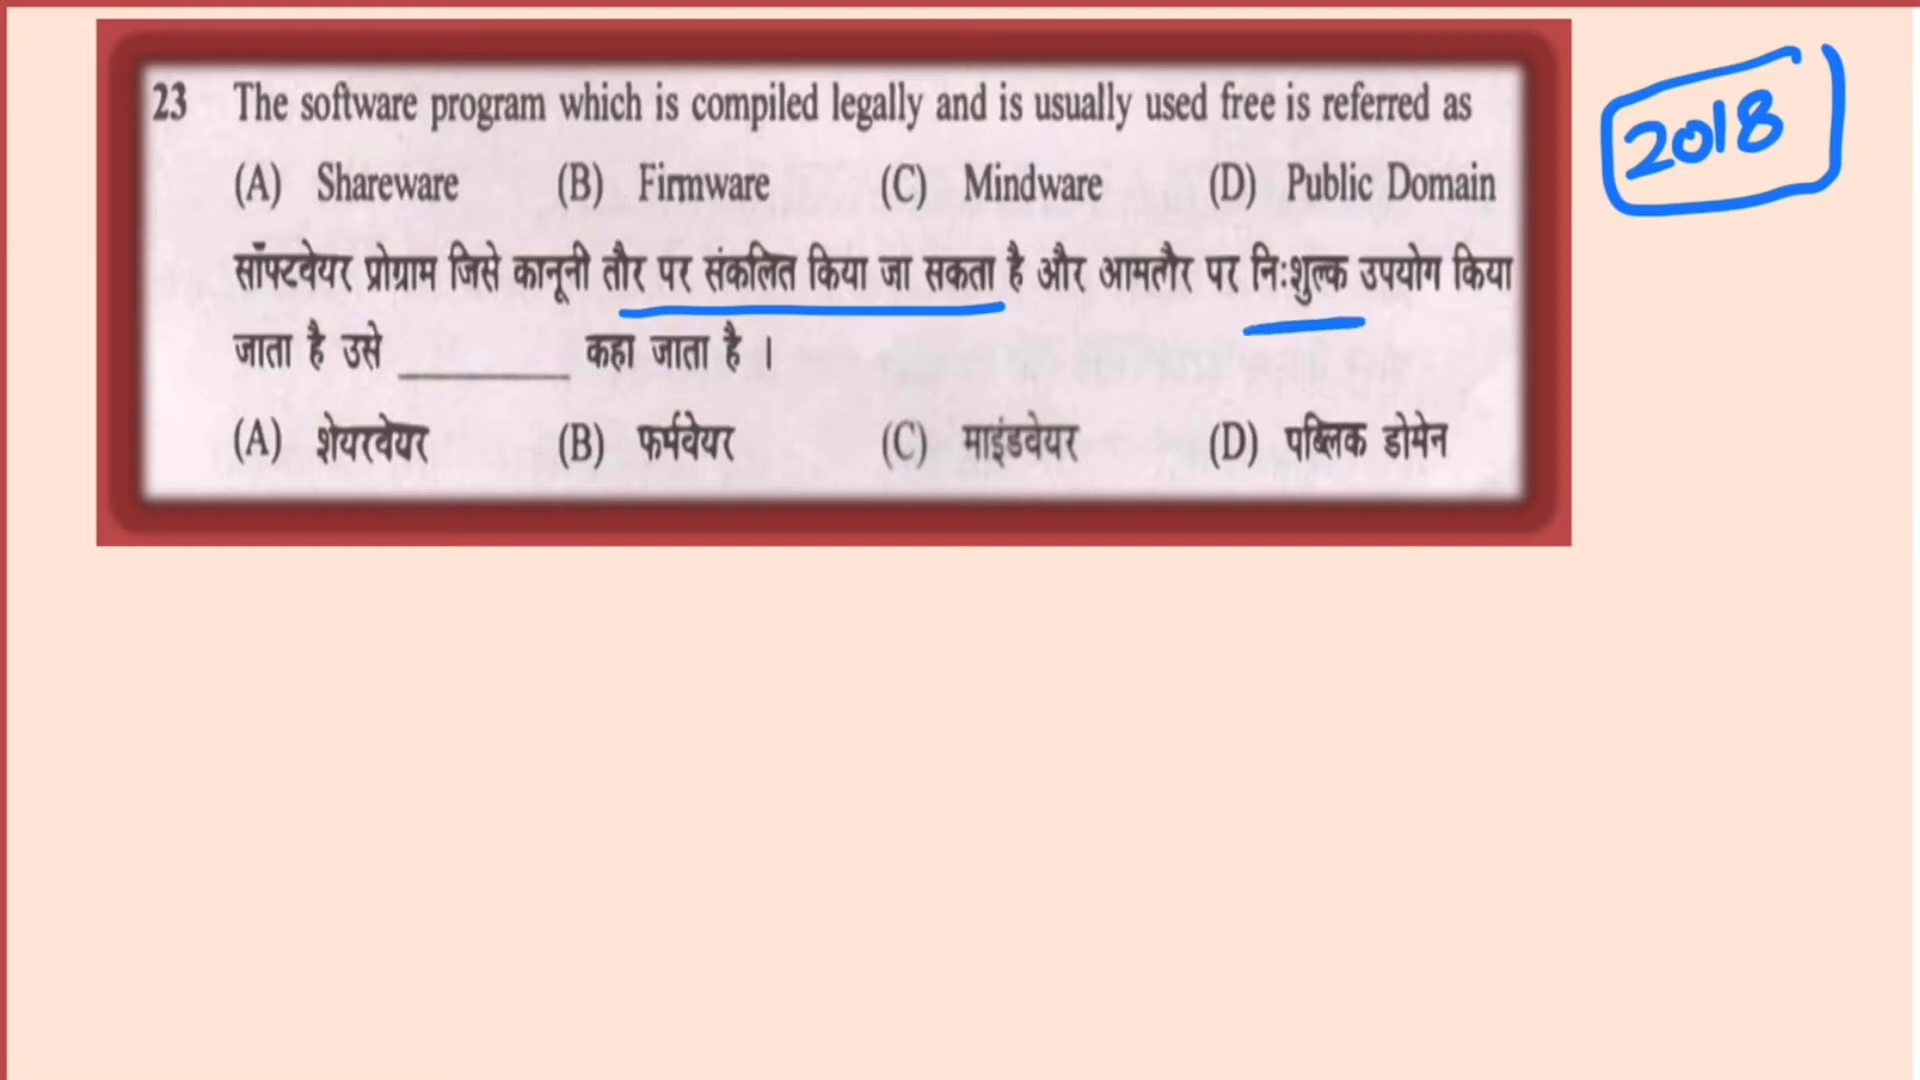 23 The software program which is compiled legally and is usually used free is referred as
(A) Shareware (B) Firmware (C) Mindware (D) Public Domain
सॉफ्टवेयर प्रोग्राम जिसे कानूनी तौर पर संकलित किया जा सकता है और आमतौर पर निःशुल्क उपयोग किया
जाता है उसे ________ कहा जाता है ।
(A) शेयरवेयर (B) फर्मवेयर (C) माइंडवेयर (D) पब्लिक डोमेन
2018